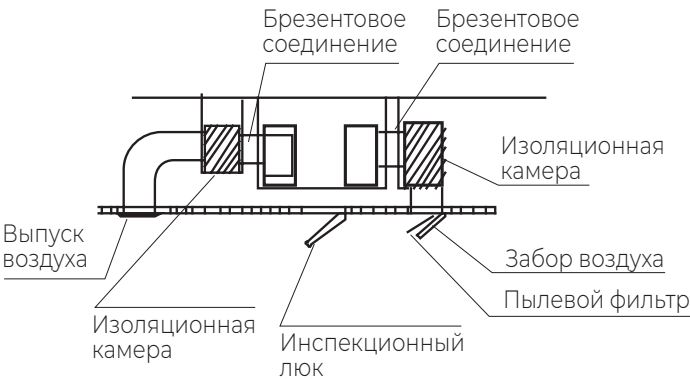 Брезентовое
соединение
Брезентовое
соединение
Изоляционная
камера
Выпуск
воздуха
Забор воздуха
Пылевой фильтр
Изоляционная
камера
Инспекционный
люк